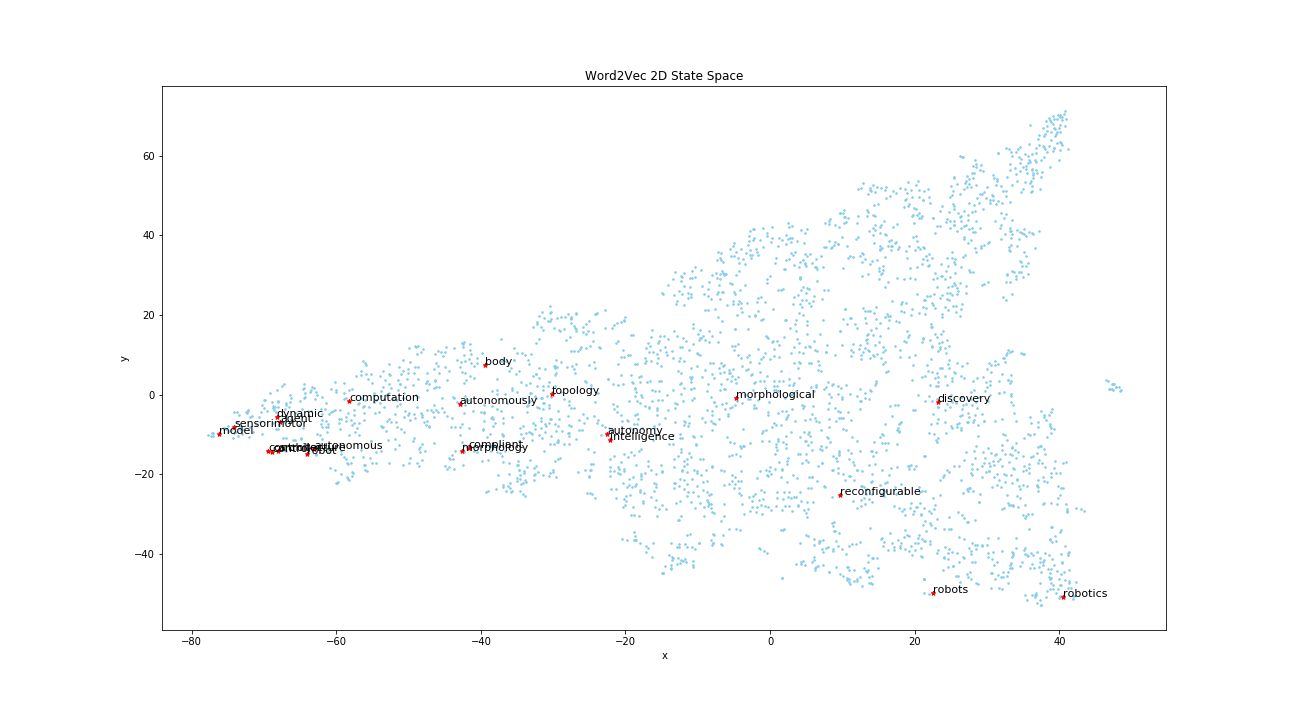 Word2Vec 2D State Space
60
40
20
0
−20
−40
y
body
computation
autonomously
topology
morphological
discovery
dynamic
agent
sensorimotor
model
autonomous
robot
compliant
morphology
autonomy
intelligence
reconfigurable
robots
robotics
−80 −60 −40 −20 0 20 40
x